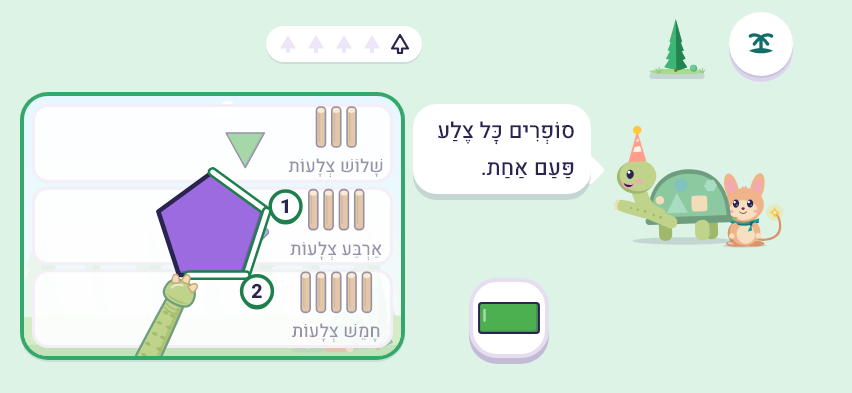 סוֹפְרִים כָּל צֶלַע
פַּעַם אַחַת.
שָׁלוֹשׁ צְלָעוֹת
1
אַרְבַּע צְלָעוֹת
2
חָמֵשׁ צְלָעוֹת